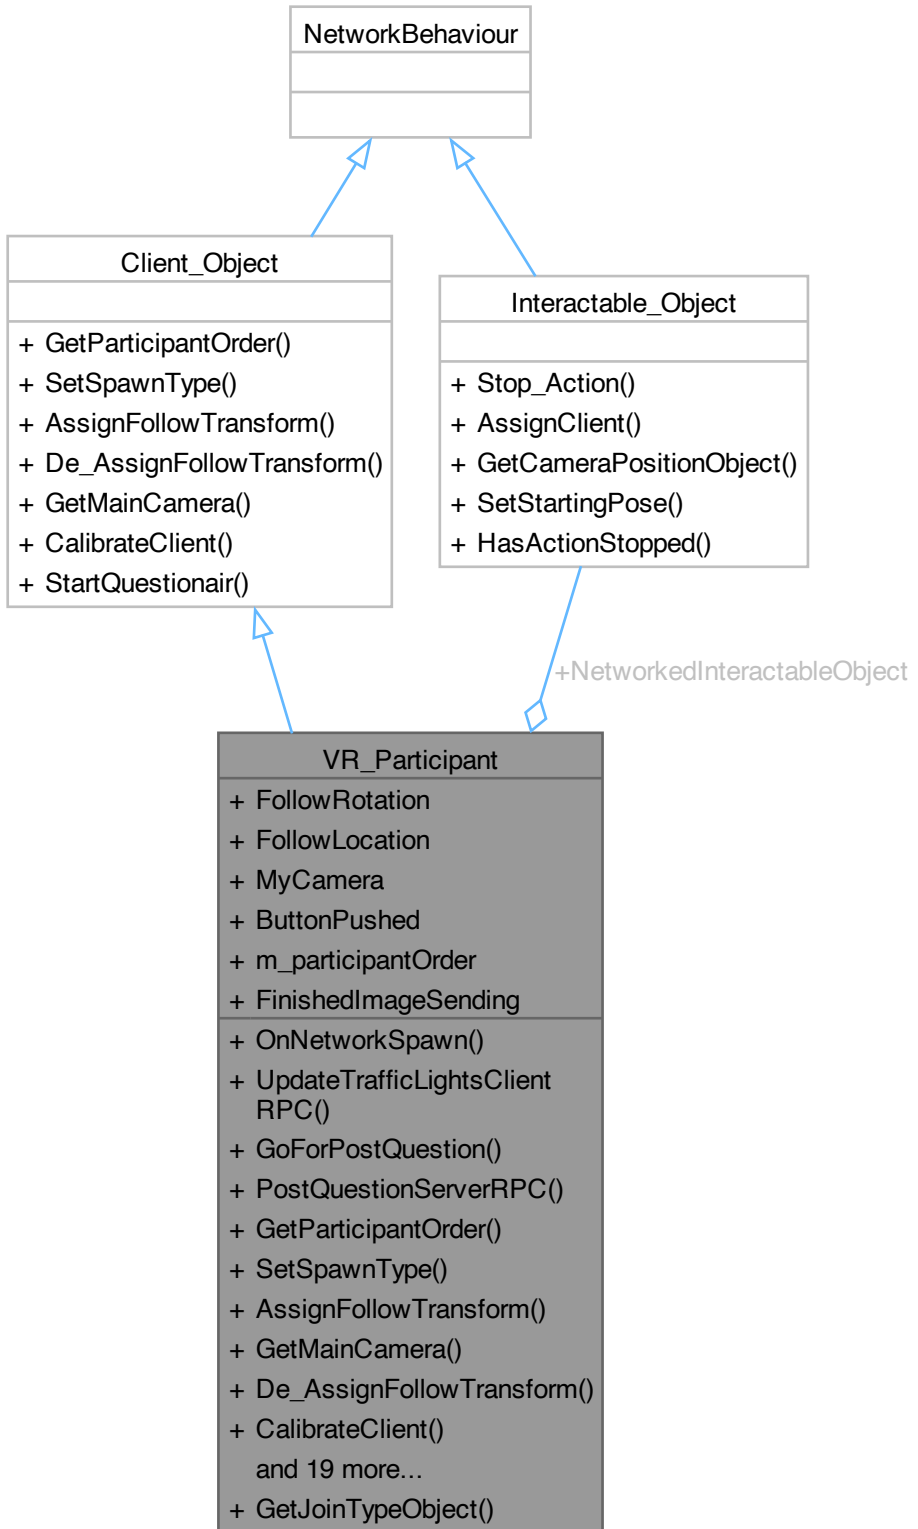 NetworkBehaviour
Client_Object
+ GetParticipantOrder()
+ SetSpawnType()
+ AssignFollowTransform()
+ De_AssignFollowTransform()
+ GetMainCamera()
+ CalibrateClient()
+ StartQuestionair()
Interactable_Object
+ Stop_Action()
+ AssignClient()
+ GetCameraPositionObject()
+ SetStartingPose()
+ HasActionStopped()
+NetworkedInteractableObject
VR_Participant
+ FollowRotation
+ FollowLocation
+ MyCamera
+ ButtonPushed
+ m_participantOrder
+ FinishedImageSending
+ OnNetworkSpawn()
+ UpdateTrafficLightsClient
RPC()
+ GoForPostQuestion()
+ PostQuestionServerRPC()
+ GetParticipantOrder()
+ SetSpawnType()
+ AssignFollowTransform()
+ GetMainCamera()
+ De_AssignFollowTransform()
+ CalibrateClient()
and 19 more...
+ GetJoinTypeObject()